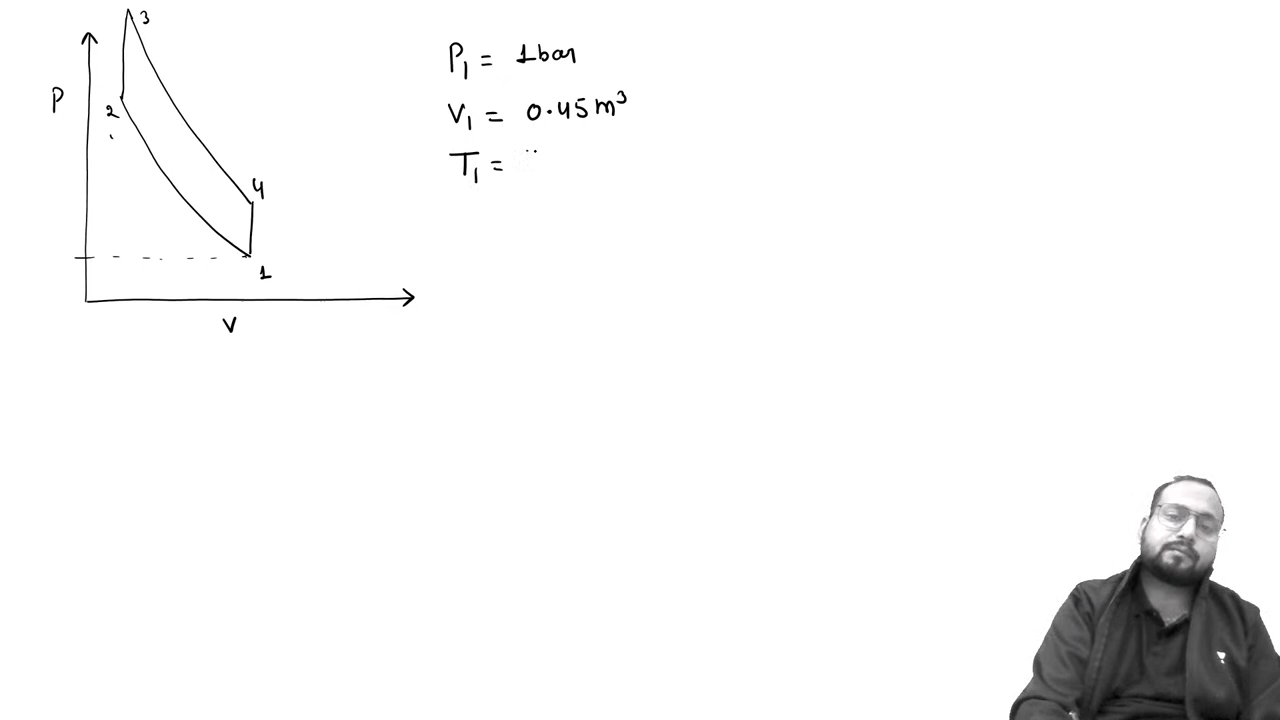 3
P
2
4
1
V
P₁ = 1bar
V₁ = 0.45m³
T₁ =